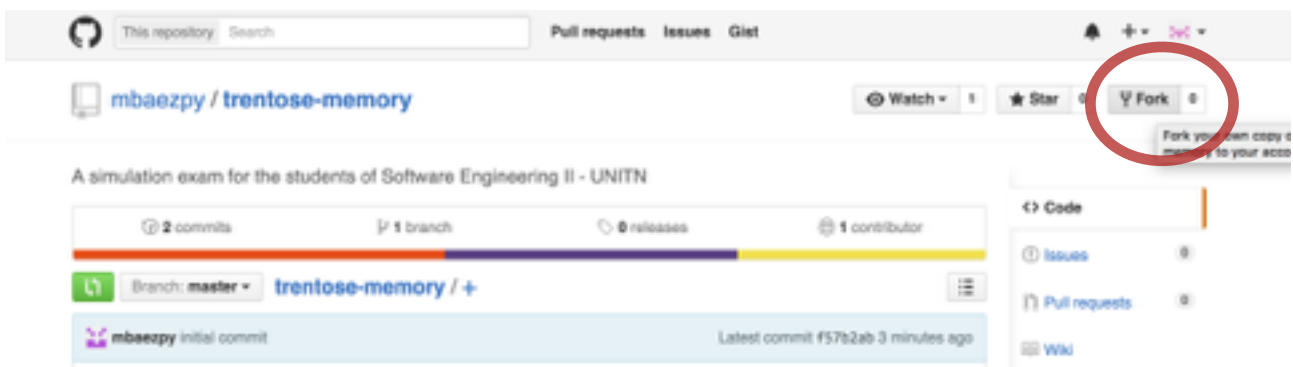 This repository Search Pull requests Issues Gist
mbaezpy / trentose-memory Watch 1 Star 0 Fork 0
Fork your own copy o
memory to your acco
A simulation exam for the students of Software Engineering II - UNITN
2 commits 1 branch 0 releases 1 contributor
<> Code
Issues 0
Branch: master trentose-memory / +
Pull requests 0
mbaezpy initial commit Latest commit f57b2ab 3 minutes ago
Wiki